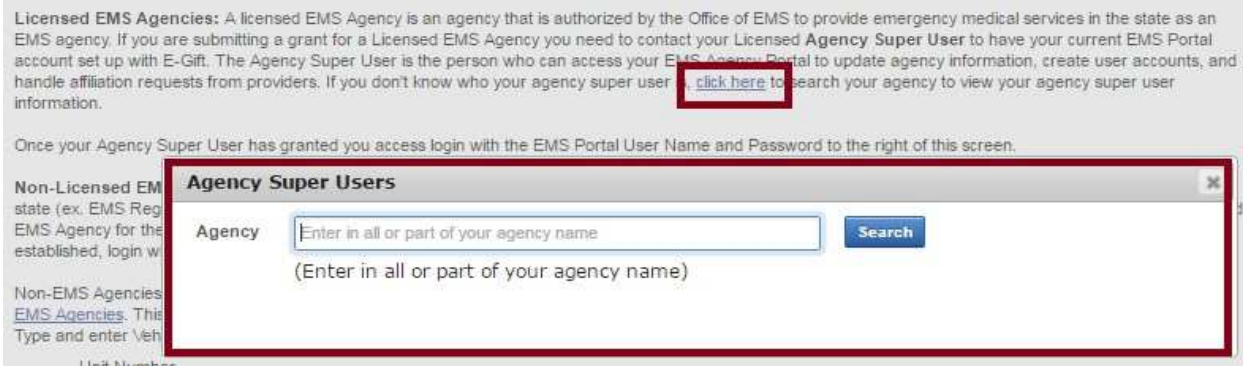 Licensed EMS Agencies: A licensed EMS Agency is an agency that is authorized by the Office of EMS to provide emergency medical services in the state as an
EMS agency. If you are submitting a grant for a Licensed EMS Agency you need to contact your Licensed Agency Super User to have your current EMS Portal
account set up with E-Gift. The Agency Super User is the person who can access your EMS Agency Portal to update agency information, create user accounts, and
handle affiliation requests from providers. If you don't know who your agency super user is, click here to search your agency to view your agency super user
information.
Once your Agency Super User has granted you access login with the EMS Portal User Name and Password to the right of this screen.
Non-Licensed EM
state (ex. EMS Reg
EMS Agency for the
established, login w
Non-EMS Agencies
EMS Agencies. This
Type and enter Veh
Unit Number
Agency Super Users
Agency Enter in all or part of your agency name Search
(Enter in all or part of your agency name)